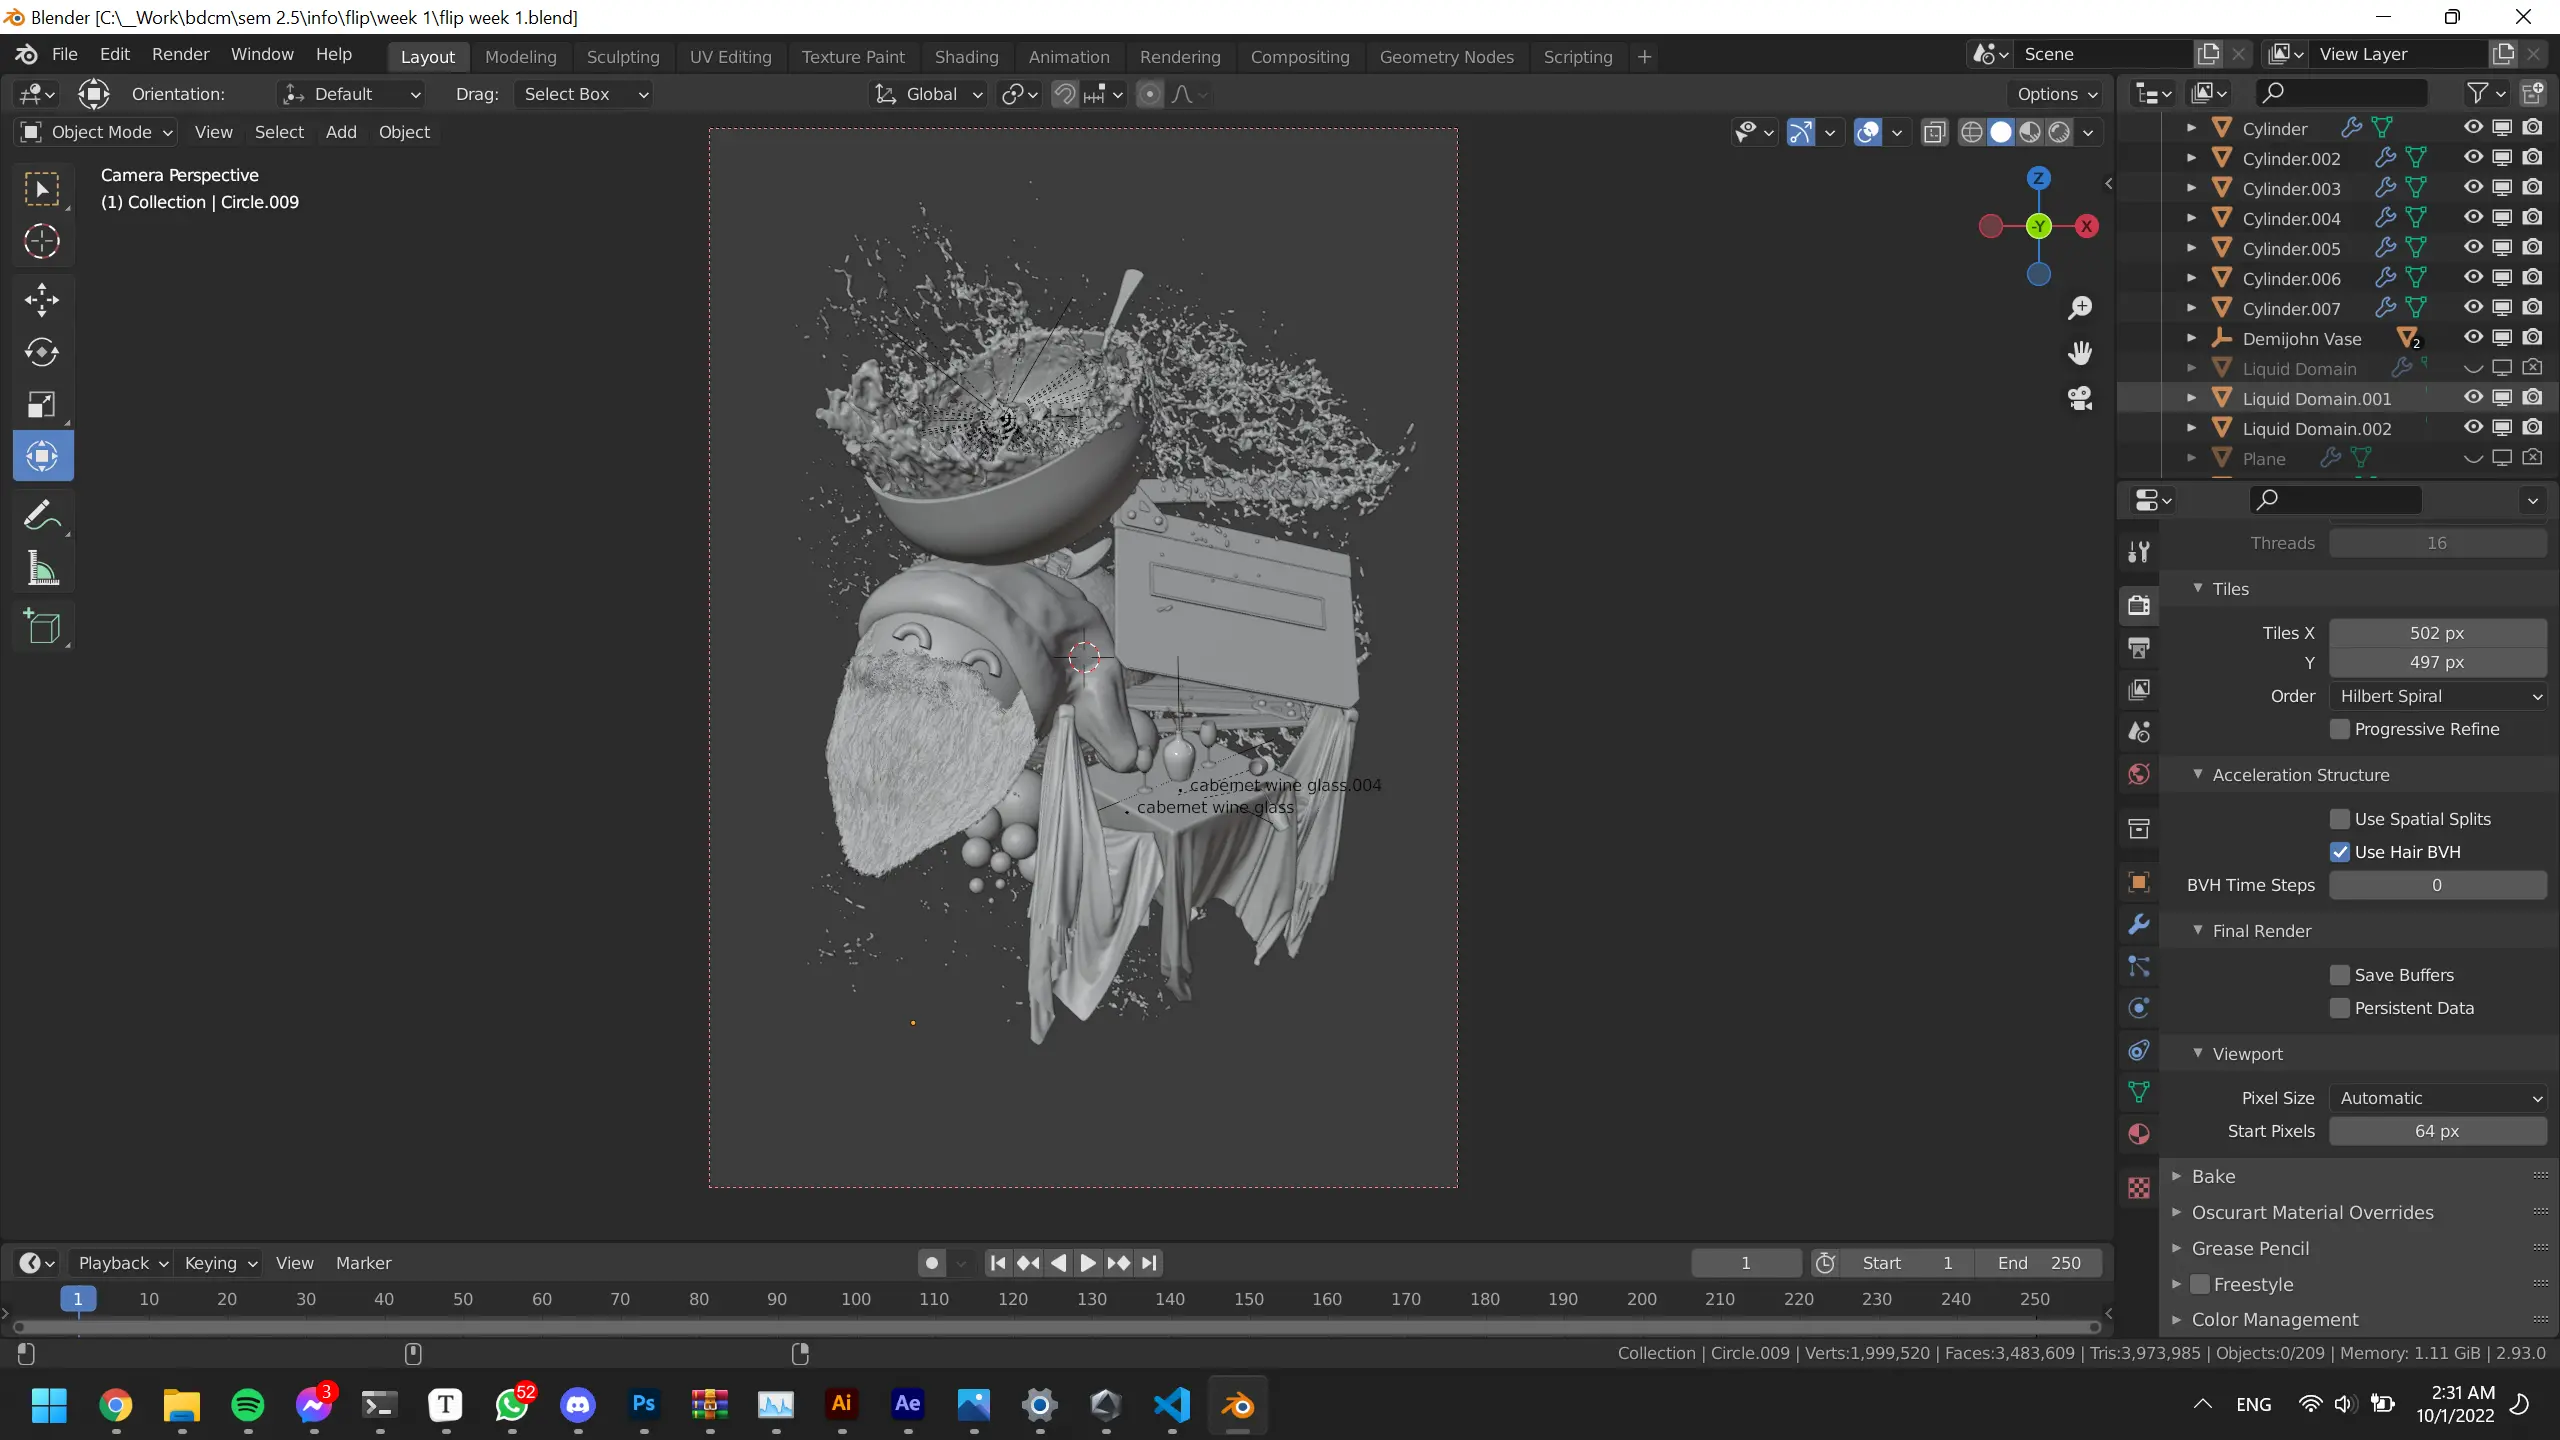 Blender [C:\__Work\bdcm\sem 2.5\info\flip\week 1\flip week 1.blend]
File Edit Render Window Help Layout Modeling Sculpting UV Editing Texture Paint Shading Animation Rendering Compositing Geometry Nodes Scripting + Scene View Layer
Orientation: Default Drag: Select Box Global Options
Object Mode View Select Add Object
Camera Perspective
(1) Collection | Circle.009
Z
-Y X
cabernet wine glass.004
cabernet wine glass
Cylinder
Cylinder.002
Cylinder.003
Cylinder.004
Cylinder.005
Cylinder.006
Cylinder.007
Demijohn Vase 2
Liquid Domain
Liquid Domain.001
Liquid Domain.002
Plane
Threads 16
Tiles
Tiles X 502 px
Y 497 px
Order Hilbert Spiral
Progressive Refine
Acceleration Structure
Use Spatial Splits
Use Hair BVH
BVH Time Steps 0
Final Render
Save Buffers
Persistent Data
Viewport
Pixel Size Automatic
Start Pixels 64 px
Bake
Oscurart Material Overrides
Grease Pencil
Freestyle
Color Management
Playback Keying View Marker 1 Start 1 End 250
1 10 20 30 40 50 60 70 80 90 100 110 120 130 140 150 160 170 180 190 200 210 220 230 240 250
Collection | Circle.009 | Verts:1,999,520 | Faces:3,483,609 | Tris:3,973,985 | Objects:0/209 | Memory: 1.11 GiB | 2.93.0
3 T 52 Ps Ai Ae ENG 2:31 AM
10/1/2022